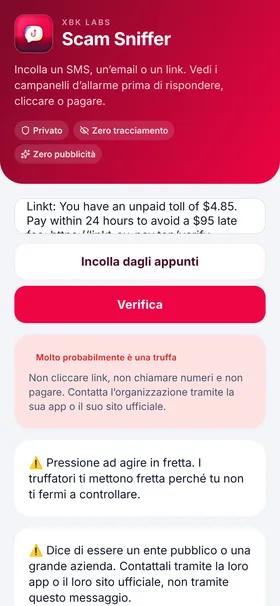 XBK LABS
Scam Sniffer
Incolla un SMS, un'email o un link. Vedi i
campanelli d'allarme prima di rispondere,
cliccare o pagare.
Privato
Zero tracciamento
Zero pubblicità
Linkt: You have an unpaid toll of $4.85.
Pay within 24 hours to avoid a $95 late
Incolla dagli appunti
Verifica
Molto probabilmente è una truffa
Non cliccare link, non chiamare numeri e non
pagare. Contatta l'organizzazione tramite la
sua app o il suo sito ufficiale.
⚠️ Pressione ad agire in fretta. I
truffatori ti mettono fretta perché tu non
ti fermi a controllare.
⚠️ Dice di essere un ente pubblico o una
grande azienda. Contattali tramite la loro
app o il loro sito ufficiale, non tramite
questo messaggio.